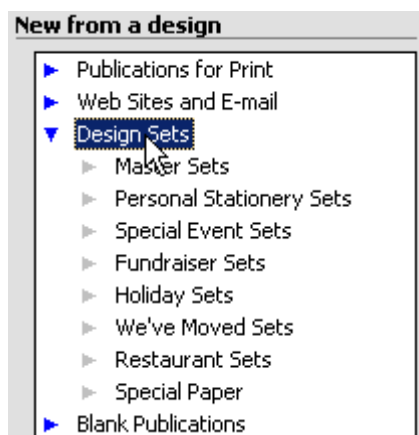 New from a design
Publications for Print
Web Sites and E-mail
Design Sets
Master Sets
Personal Stationery Sets
Special Event Sets
Fundraiser Sets
Holiday Sets
We've Moved Sets
Restaurant Sets
Special Paper
Blank Publications